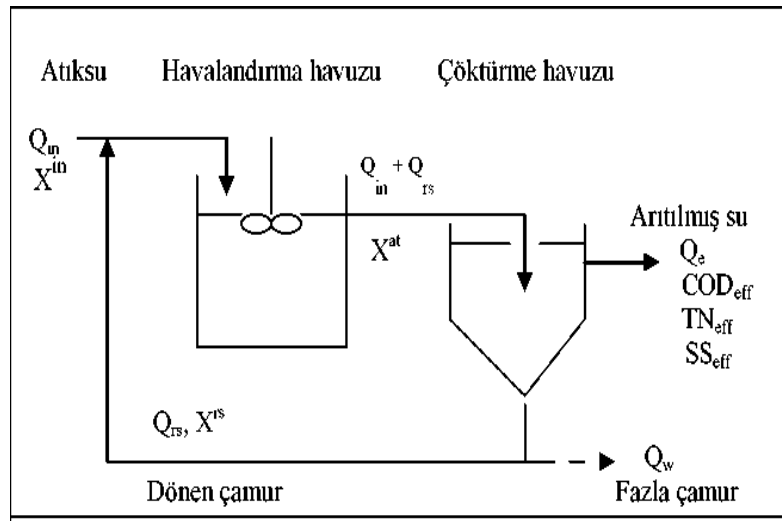 Atıksu Havalandırma havuzu Çöktürme havuzu
Q_in
X^in
Q_in + Q_rs
X^at
Arıtılmış su
Q_e
COD_eff
TN_eff
SS_eff
Q_rs, X^rs
Q_w
Dönen çamur Fazla çamur